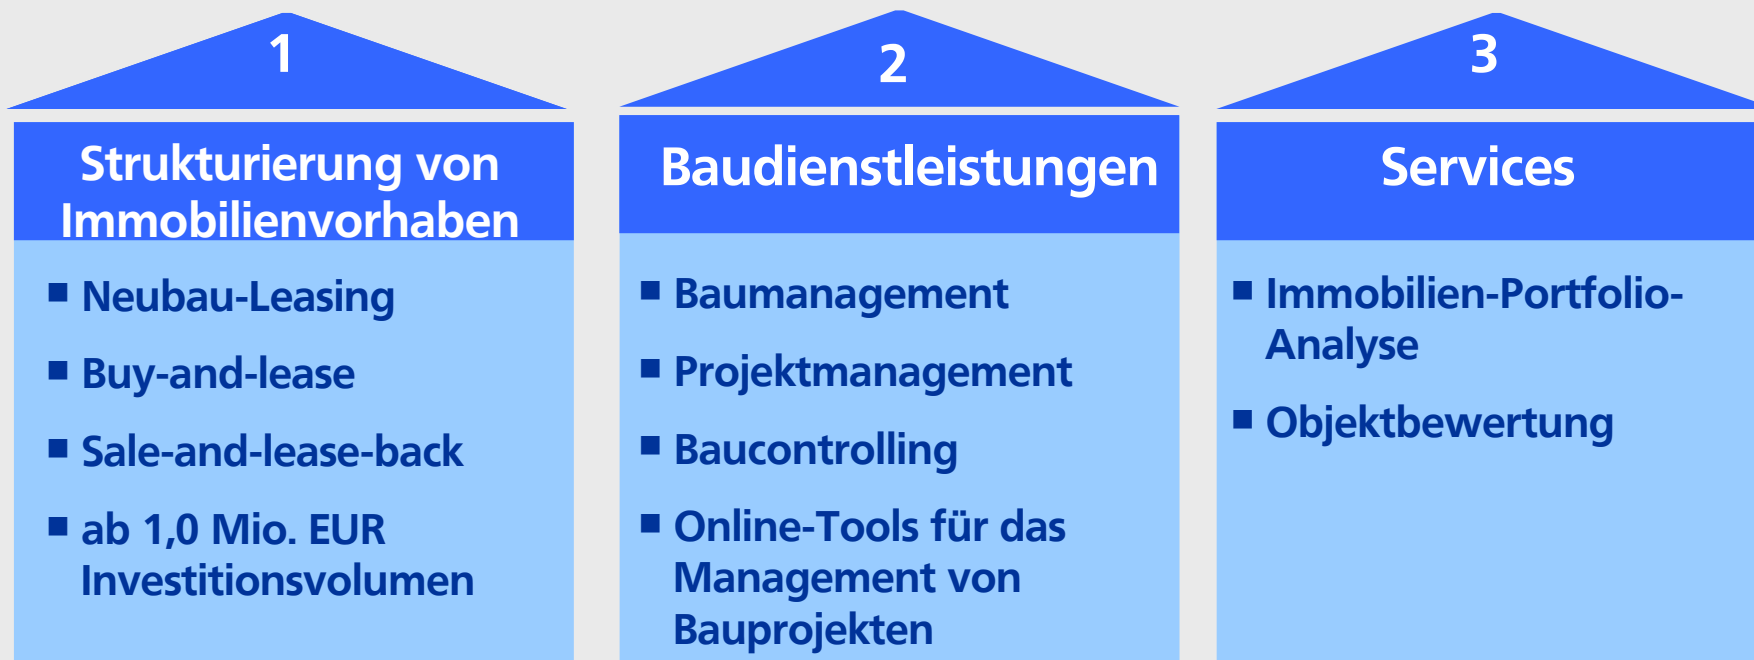 1
Strukturierung von
Immobilienvorhaben
■ Neubau-Leasing
■ Buy-and-lease
■ Sale-and-lease-back
■ ab 1,0 Mio. EUR
Investitionsvolumen
2
Baudienstleistungen
■ Baumanagement
■ Projektmanagement
■ Baucontrolling
■ Online-Tools für das
Management von
Bauprojekten
3
Services
■ Immobilien-Portfolio-
Analyse
■ Objektbewertung